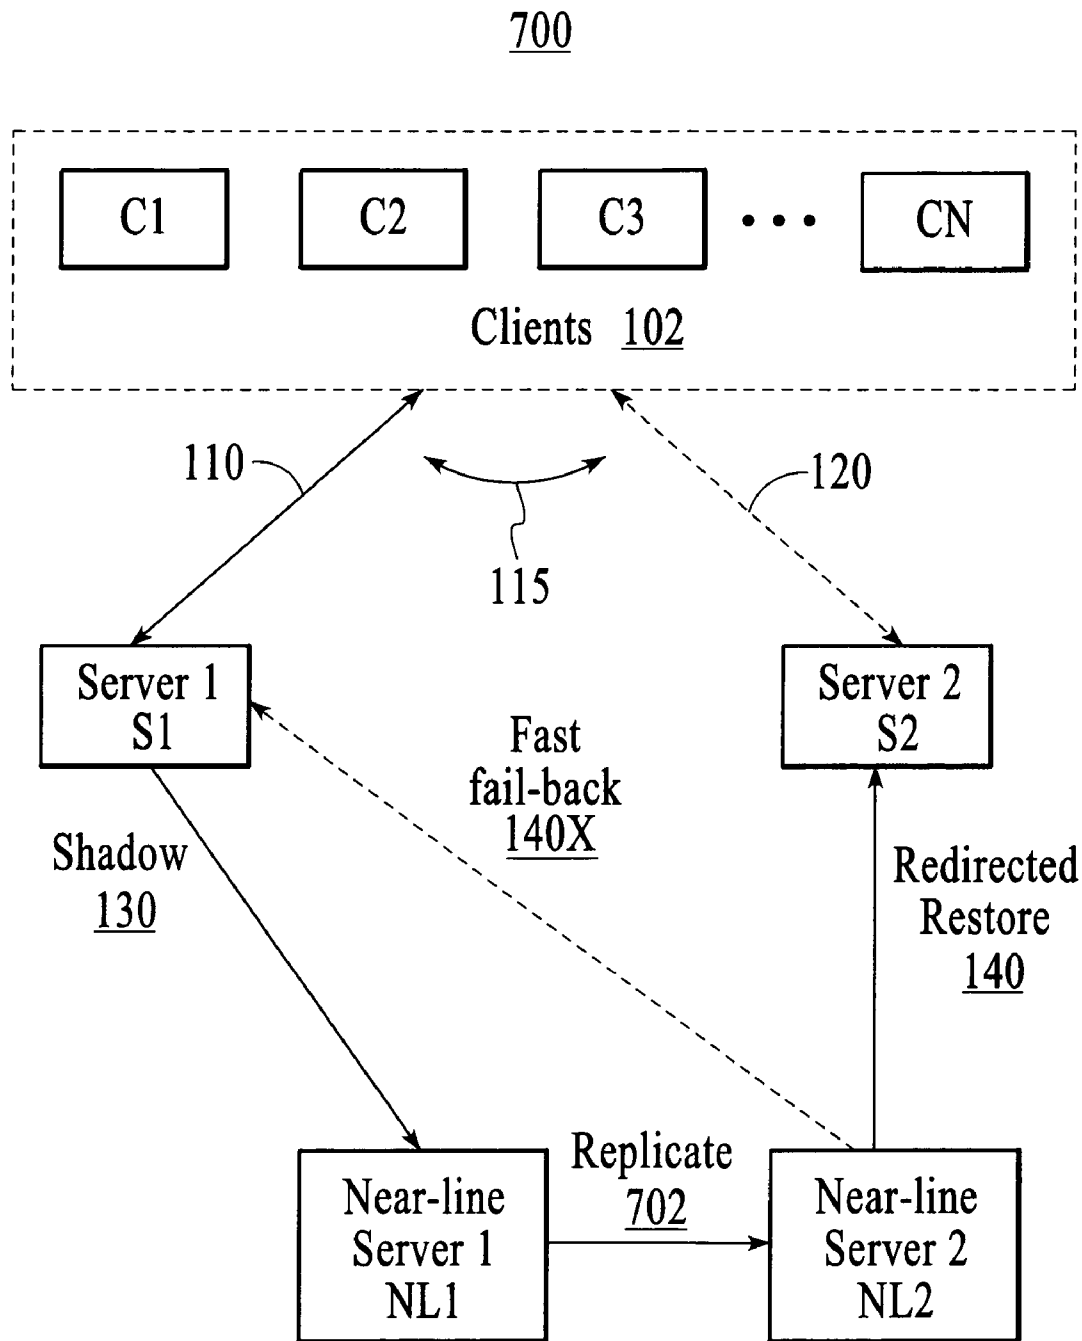 700
C1
C2
C3
CN
Clients 102
110
115
120
Server 1
S1
Server 2
S2
Fast
fail-back
140X
Shadow
130
Redirected
Restore
140
Replicate
702
Near-line
Server 1
NL1
Near-line
Server 2
NL2